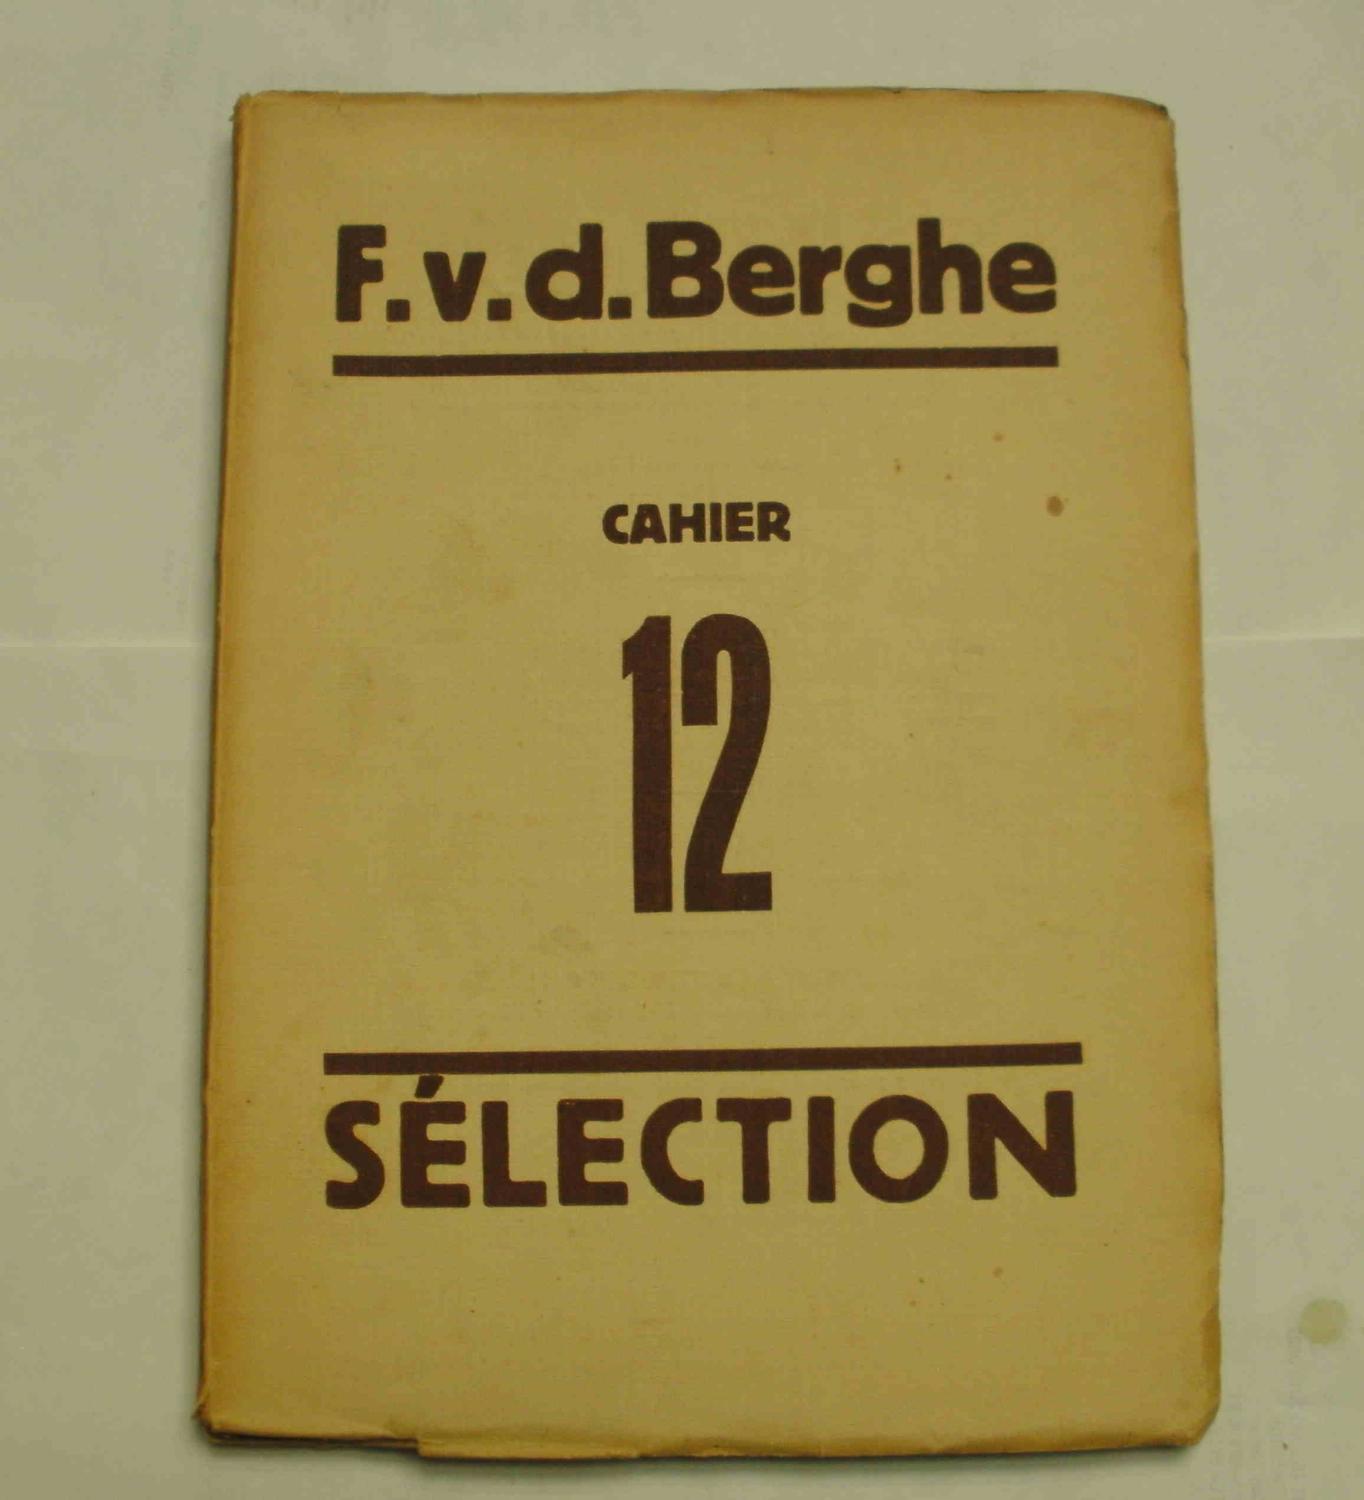 F.v.d.Berghe
CAHIER
12
SÉLECTION